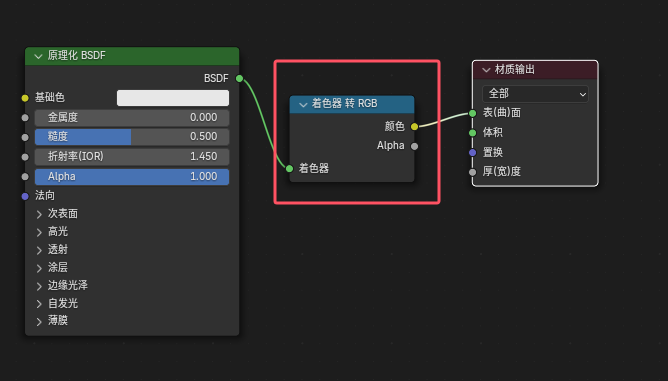 原理化 BSDF
BSDF
基础色
金属度 0.000
糙度 0.500
折射率(IOR) 1.450
Alpha 1.000
法向
次表面
高光
透射
涂层
边缘光泽
自发光
薄膜
着色器 转 RGB
颜色
Alpha
着色器
材质输出
全部
表(曲)面
体积
置换
厚(宽)度